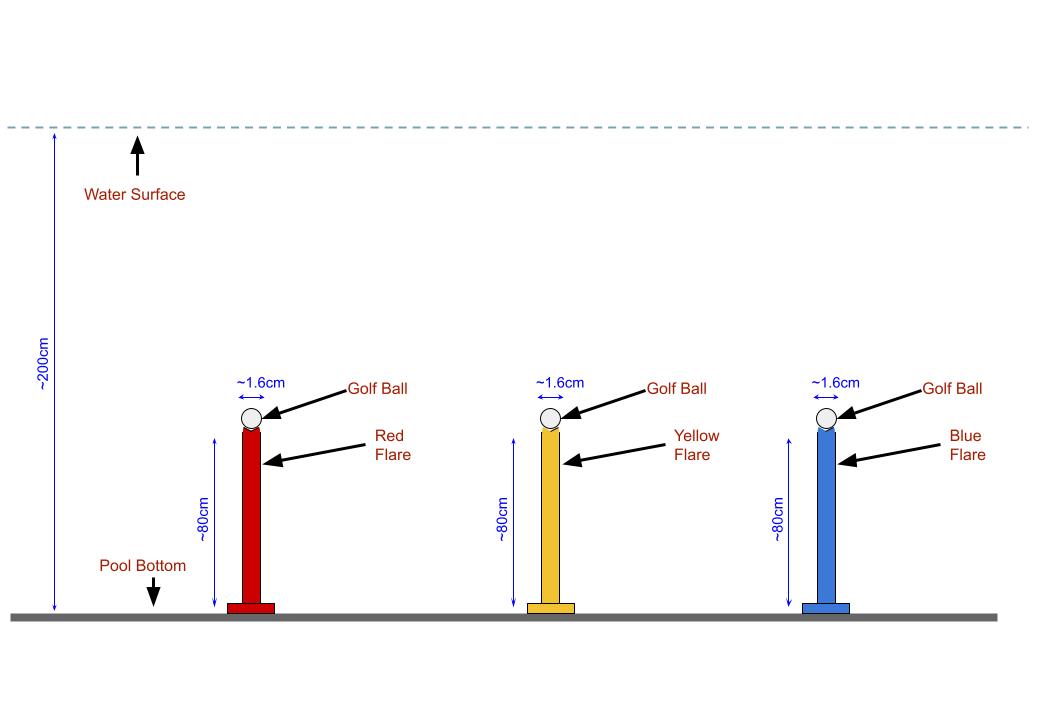 Water Surface
~200cm
~1.6cm
Golf Ball
~1.6cm
Golf Ball
~1.6cm
Golf Ball
Red
Flare
Yellow
Flare
Blue
Flare
~80cm
~80cm
~80cm
Pool Bottom